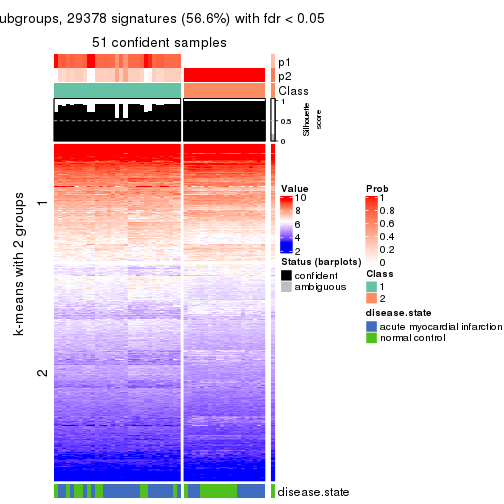 ubgroups, 29378 signatures (56.6%) with fdr < 0.05
51 confident samples
p1
p2
Class
1
0.5
0
Silhouette
score
k-means with 2 groups
1
2
Value
10
8
6
4
2
Status (barplots)
confident
ambiguous
Prob
1
0.8
0.6
0.4
0.2
0
Class
1
2
disease.state
acute myocardial infarction
normal control
disease.state